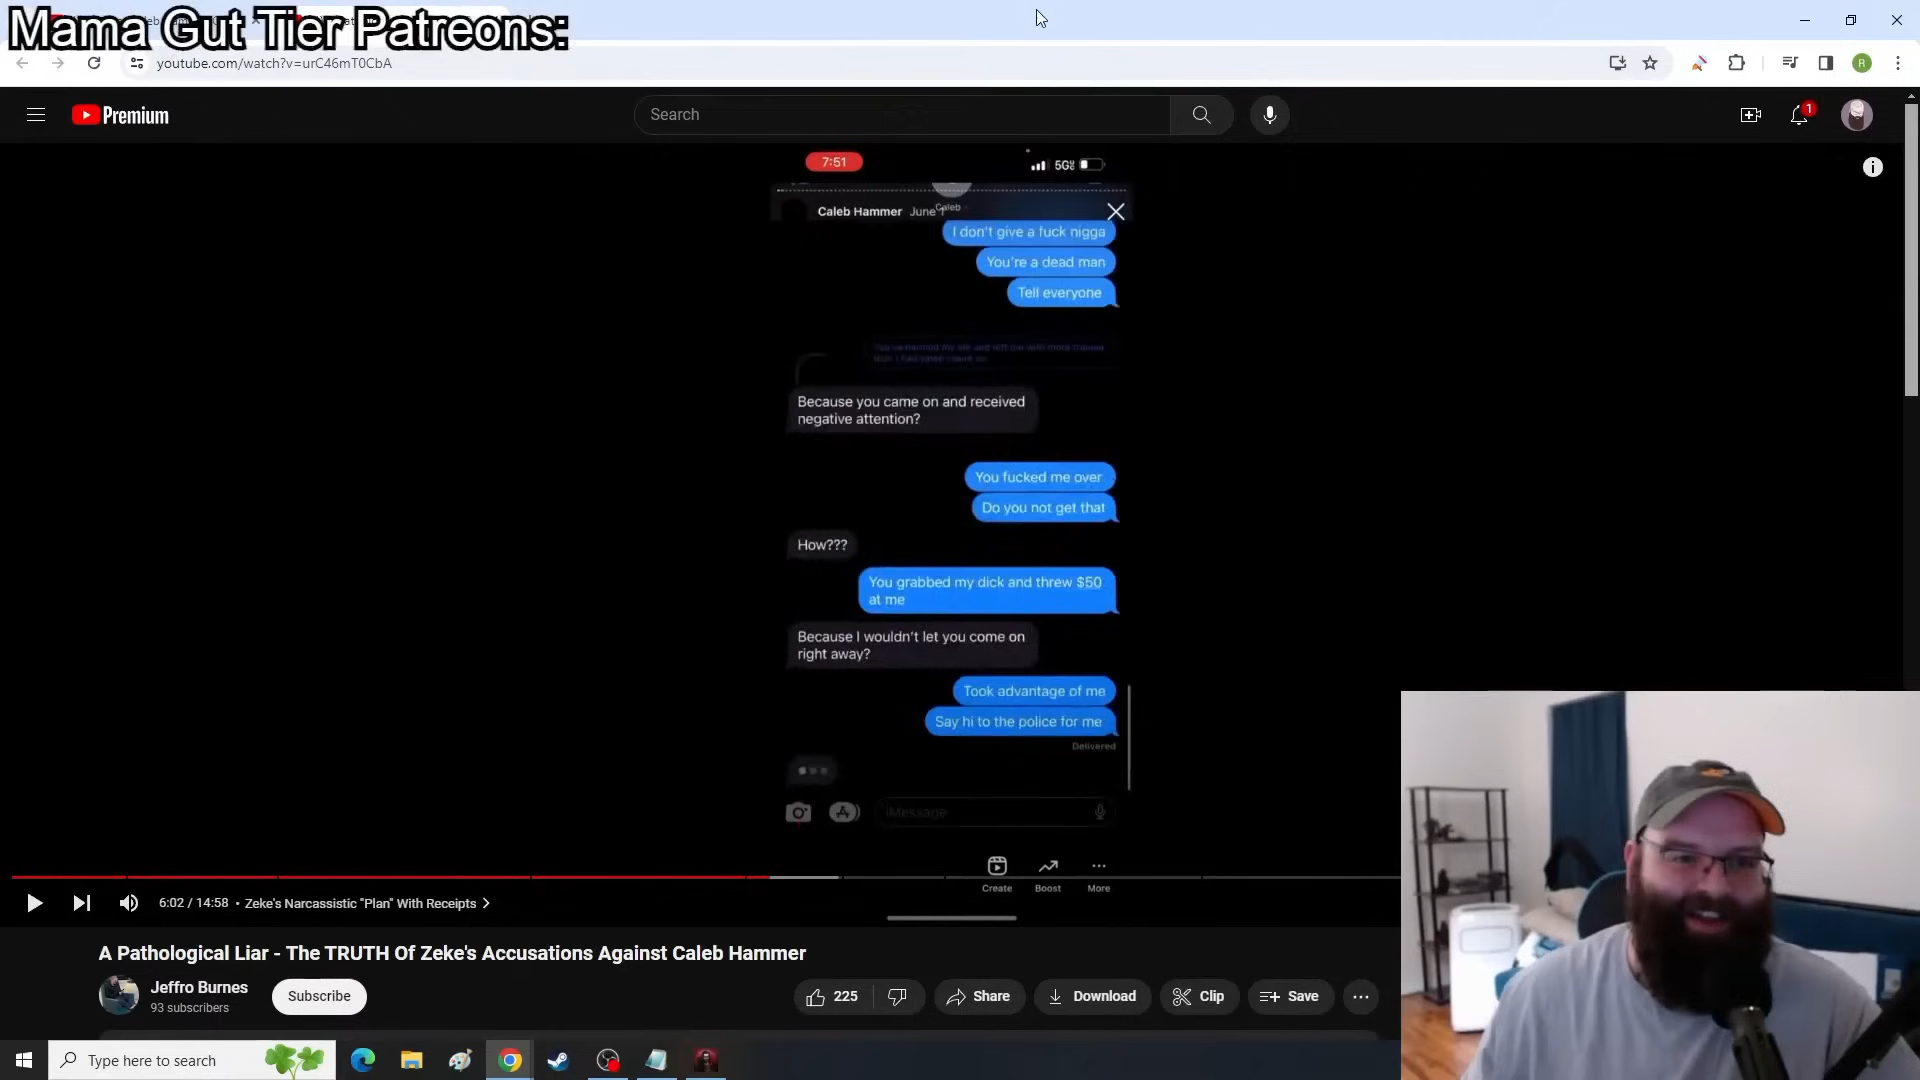 Mama Gut Tier Patreons:
youtube.com/watch?v=urC46mT0CbA
R
Premium
Search
1
7:51
5G
Caleb
Caleb Hammer June 1
I don't give a fuck nigga
You're a dead man
Tell everyone
Because you came on and received
negative attention?
You fucked me over
Do you not get that
How???
You grabbed my dick and threw $50
at me
Because I wouldn't let you come on
right away?
Took advantage of me
Say hi to the police for me
Delivered
iMessage
Create
Boost
More
6:02 / 14:58 • Zeke's Narcassistic "Plan" With Receipts
A Pathological Liar - The TRUTH Of Zeke's Accusations Against Caleb Hammer
Jeffro Burnes
93 subscribers
Subscribe
225
Share
Download
Clip
Save
Type here to search